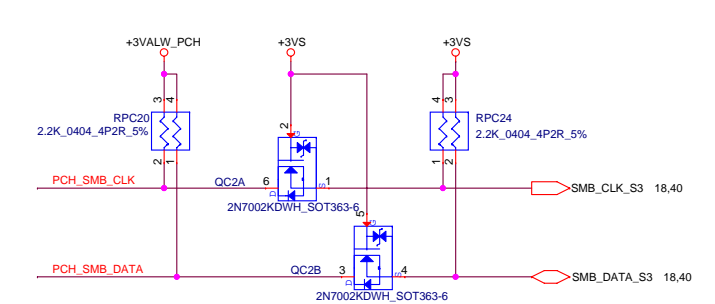 +3VALW_PCH
+3VS
+3VS
3
4
4
3
RPC20
2.2K_0404_4P2R_5%
2
G
RPC24
2.2K_0404_4P2R_5%
2
1
1
2
PCH_SMB_CLK
QC2A
6
D
S
1
SMB_CLK_S3 18,40
2N7002KDWH_SOT363-6
5
G
PCH_SMB_DATA
QC2B
3
D
S
4
SMB_DATA_S3 18,40
2N7002KDWH_SOT363-6